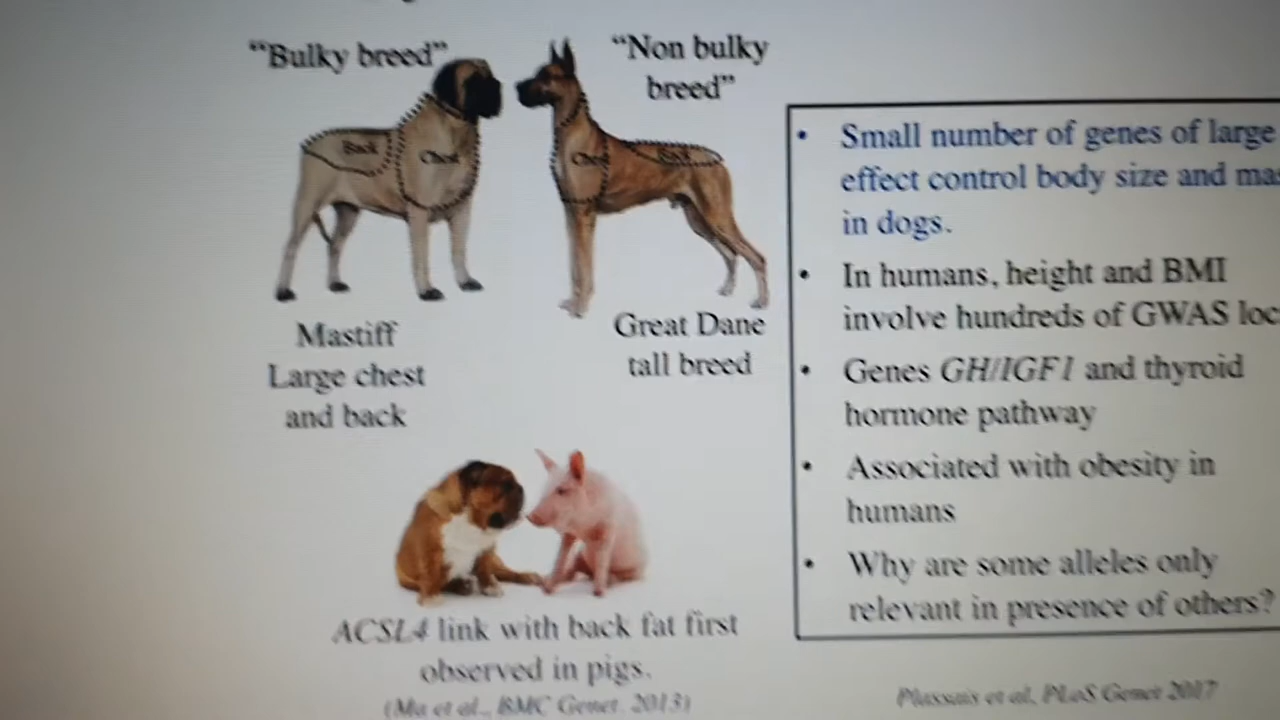 “Bulky breed”
“Non bulky
breed”
Back
Chest
Chest
Back
Mastiff
Large chest
and back
Great Dane
tall breed
ACSL4 link with back fat first
observed in pigs.
(Ma et al., BMC Genet. 2013)
• Small number of genes of large
effect control body size and
in dogs.
• In humans, height and BMI
involve hundreds of GWAS
• Genes GH/IGF1 and thyroid
hormone pathway
• Associated with obesity in
humans
• Why are some alleles only
relevant in presence of others?
Plassais et al, PLoS Genet 2017